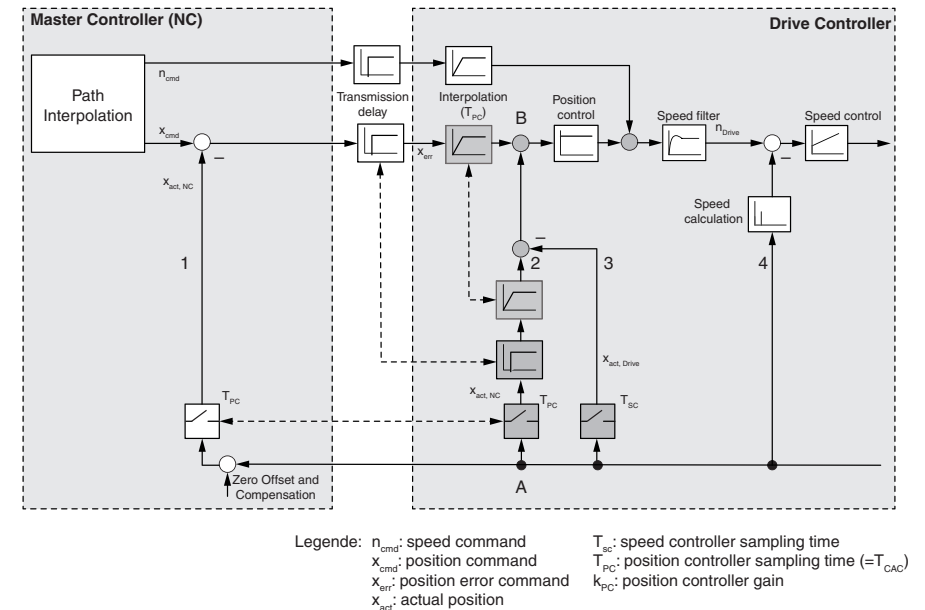 Master Controller (NC)
Drive Controller
Path
Interpolation
n_cmd
x_cmd
Transmission
delay
Interpolation
(T_PC)
B
Position
control
Speed filter
n_Drive
Speed control
x_err
–
–
x_act, NC
Speed
calculation
–
1
2
3
4
x_act, Drive
x_act, NC
T_PC
T_PC
T_SC
Zero Offset and
Compensation
A
Legende: n_cmd: speed command
x_cmd: position command
x_err: position error command
x_act: actual position
T_sc: speed controller sampling time
T_PC: position controller sampling time (=T_CAC)
k_PC: position controller gain